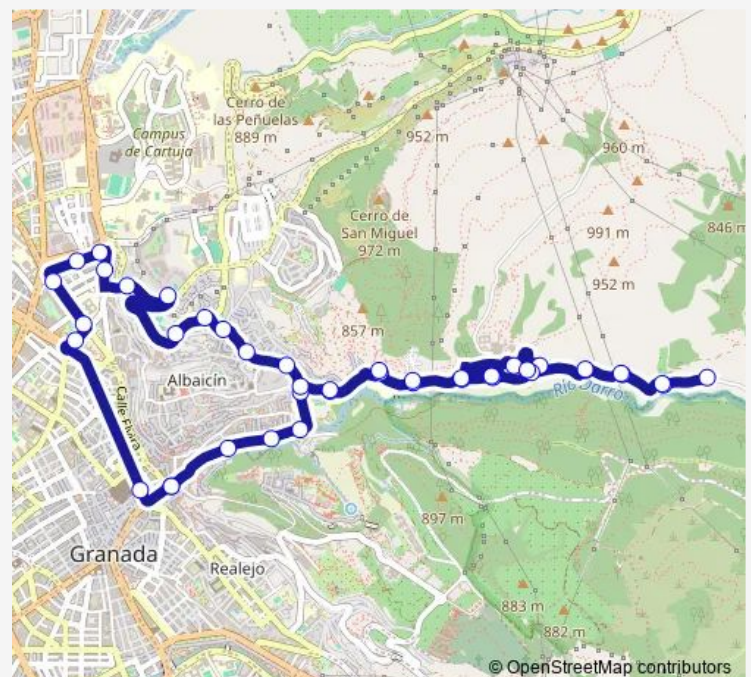 Cerro de
las Peñuelas
889 m
952 m
Campus
de Cartuja
960 m
Cerro de
San Miguel
972 m
846 m
991 m
952 m
857 m
Albaicín
Río Darro
Calle Elvira
897 m
Granada
Realejo
883 m
882 m
© OpenStreetMap contributors